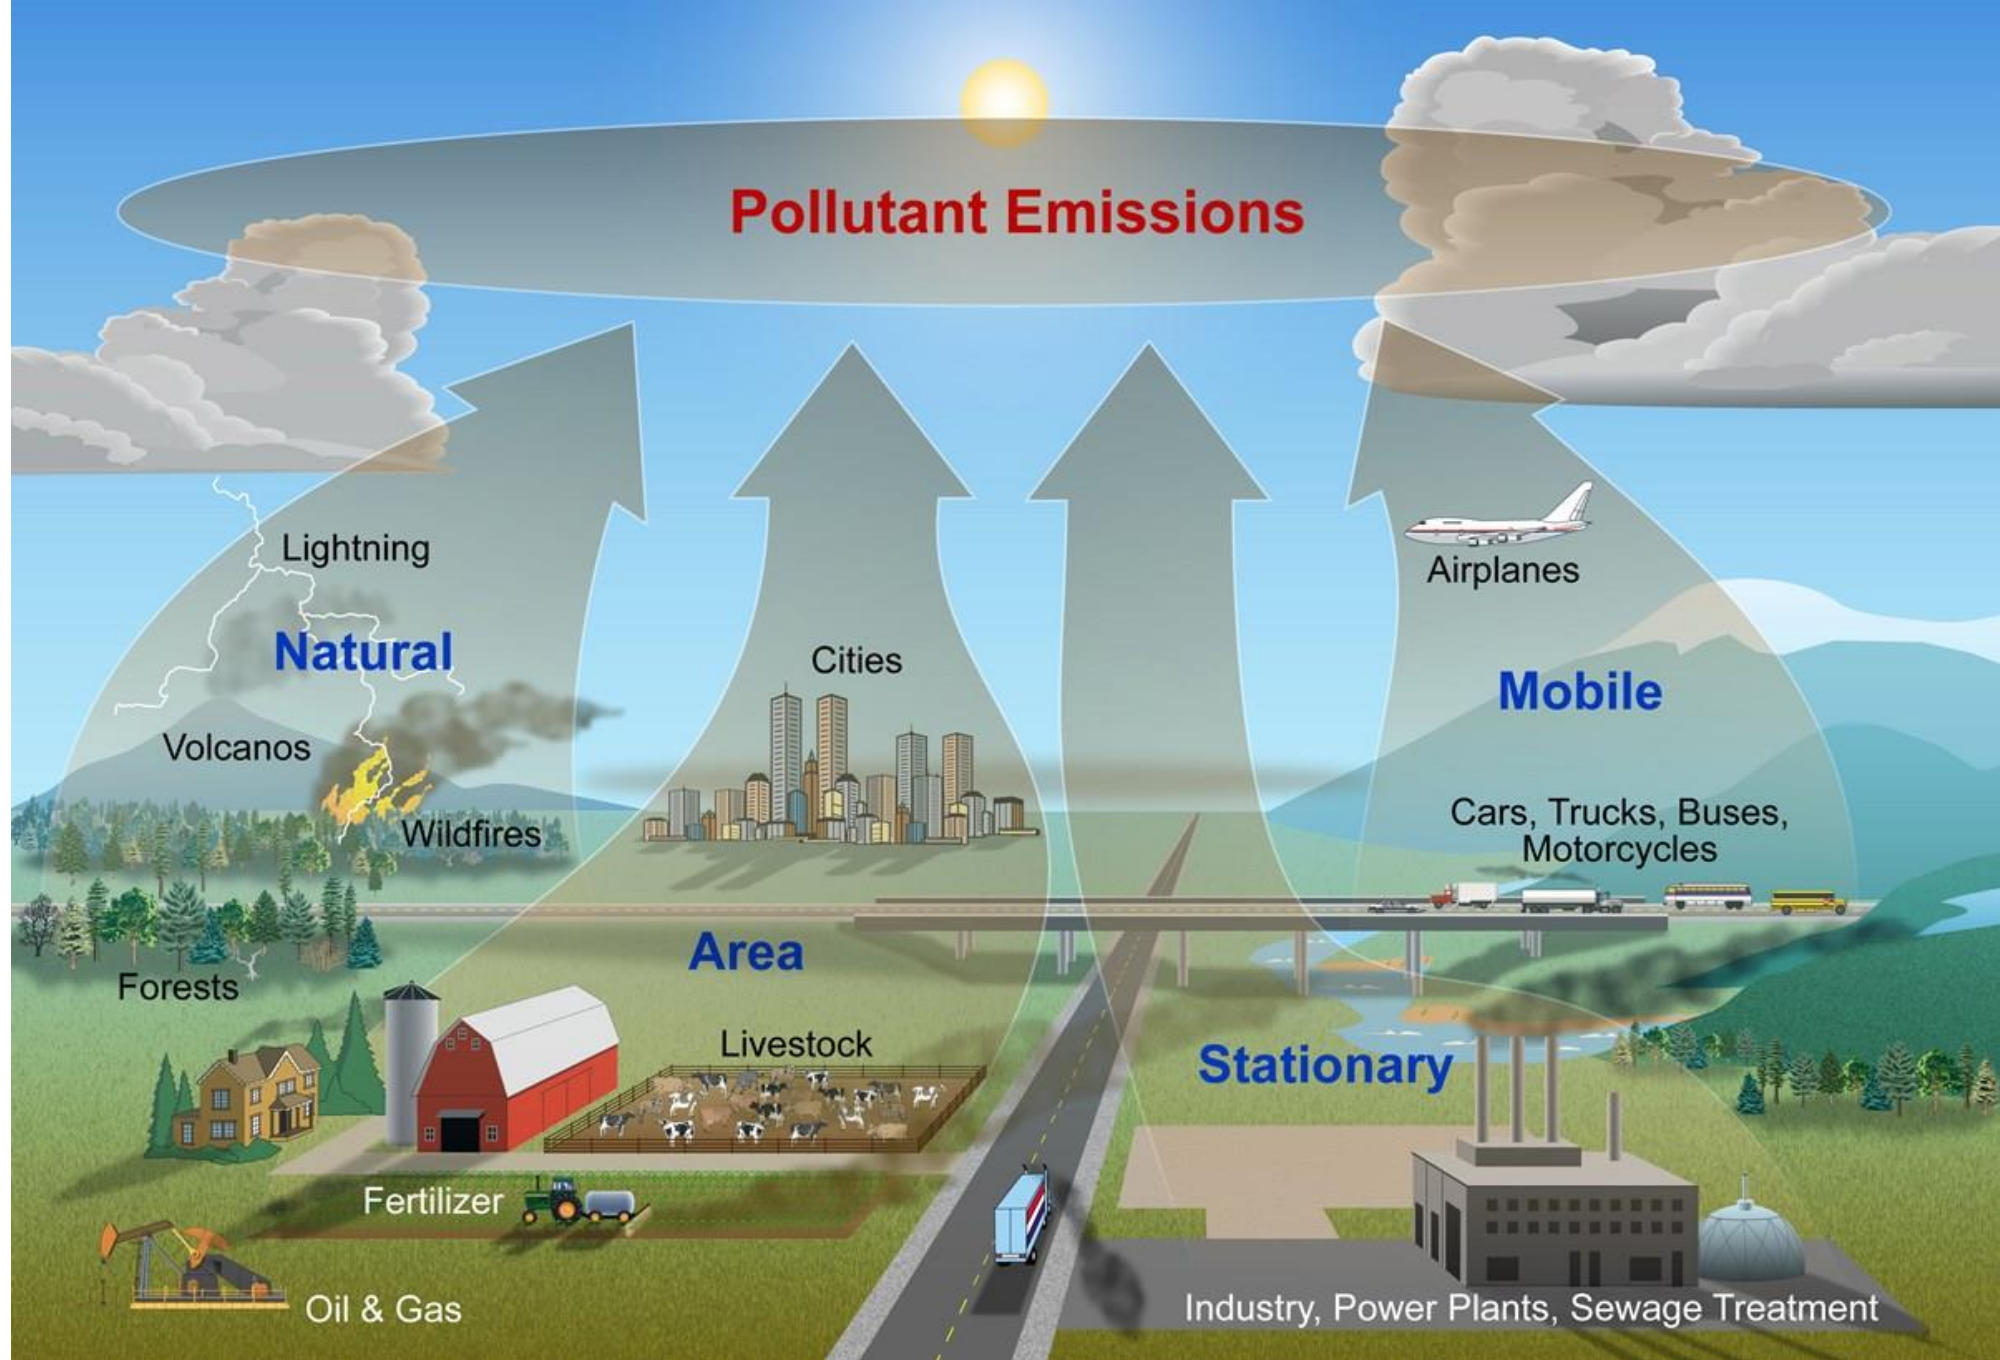 Pollutant Emissions
Lightning
Natural
Volcanos
Wildfires
Forests
Cities
Area
Livestock
Fertilizer
Oil & Gas
Airplanes
Mobile
Cars, Trucks, Buses,
Motorcycles
Stationary
Industry, Power Plants, Sewage Treatment